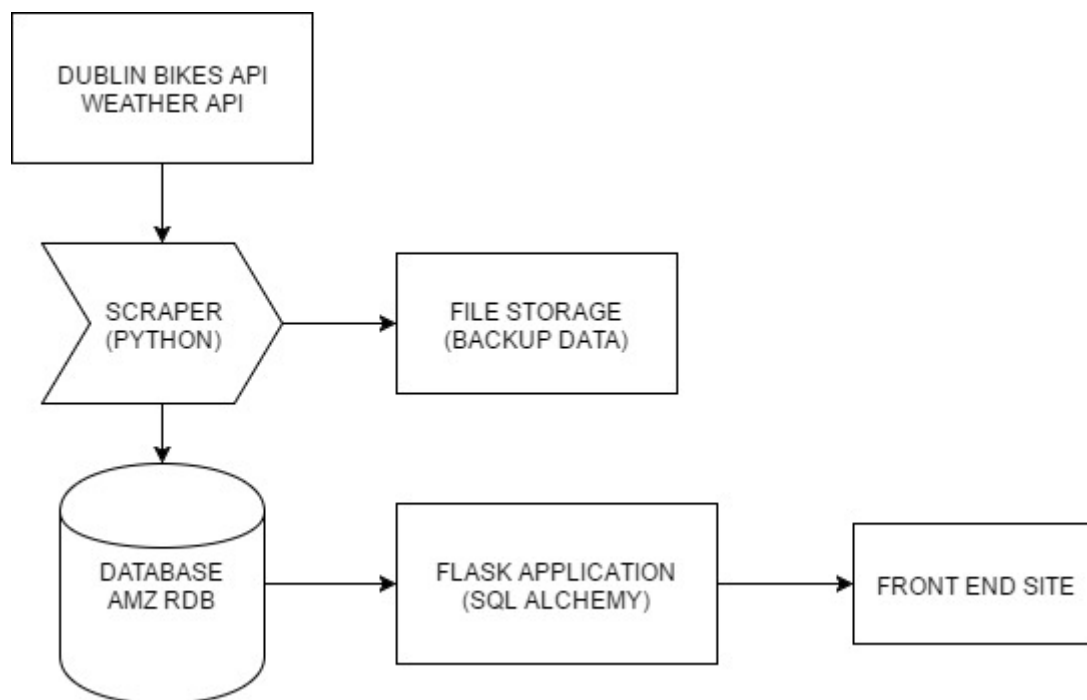 DUBLIN BIKES API
WEATHER API
SCRAPER
(PYTHON)
FILE STORAGE
(BACKUP DATA)
DATABASE
AMZ RDB
FLASK APPLICATION
(SQL ALCHEMY)
FRONT END SITE